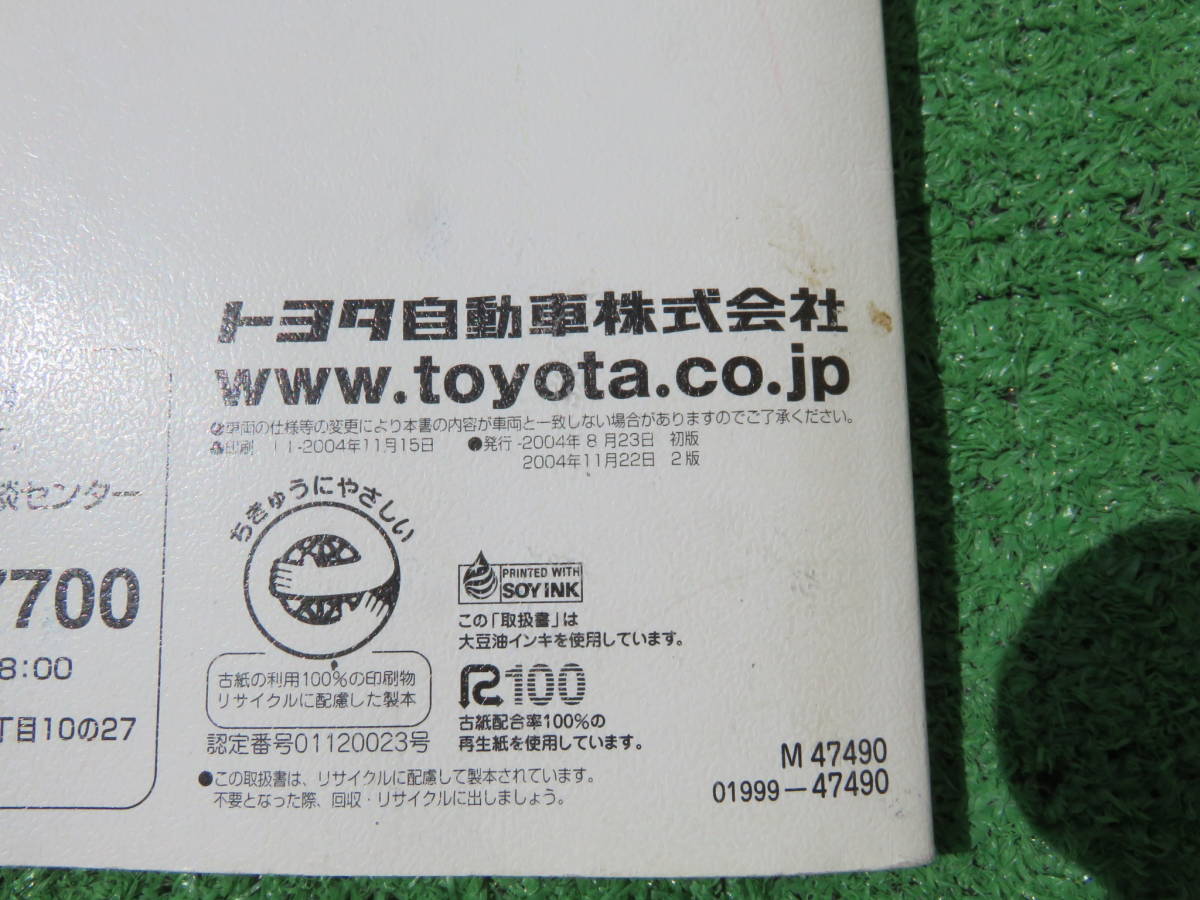 トヨタ自動車株式会社
www.toyota.co.jp
車両の仕様等の変更により本書の内容が車両と一致しない場合がありますのでご了承ください。
印刷 11-2004年11月15日 ●発行-2004年8月23日 初版
2004年11月22日 2版
談センター
7700
8:00
丁目10の27
ちきゅうにやさしい
古紙の利用100%の印刷物
リサイクルに配慮した製本
認定番号01120023号
●この取扱書は、リサイクルに配慮して製本されています。
不要となった際、回収・リサイクルに出しましょう。
PRINTED WITH
SOY INK
この「取扱書」は
大豆油インキを使用しています。
R100
古紙配合率100%の
再生紙を使用しています。
M 47490
01999-47490